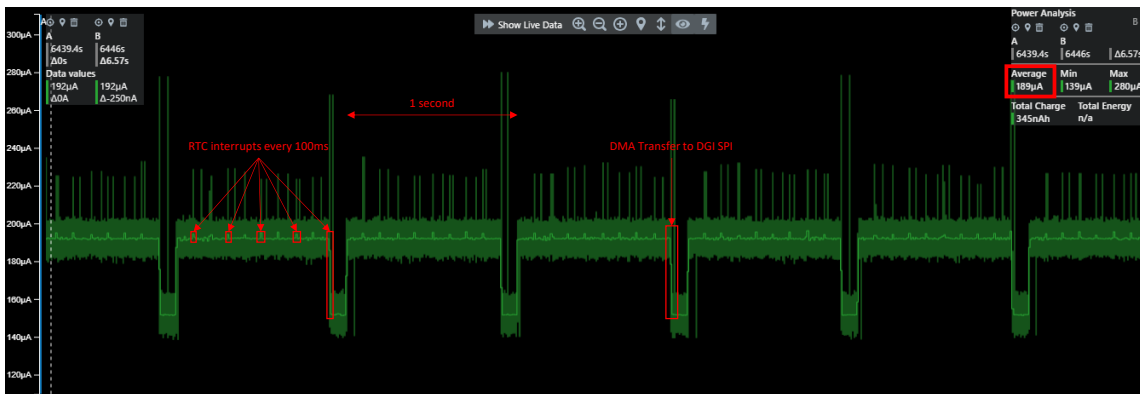 Show Live Data
A
B
A
B
6439.4s
6446s
Δ0s
Δ6.57s
Data values
192µA
192µA
Δ0A
Δ-250nA
300µA
280µA
260µA
240µA
220µA
200µA
180µA
160µA
140µA
120µA
RTC interrupts every 100ms
1 second
DMA Transfer to DGI SPI
Power Analysis
B
A
B
6439.4s
6446s
Δ6.57s
Average
Min
Max
189µA
139µA
280µA
Total Charge
Total Energy
345nAh
n/a